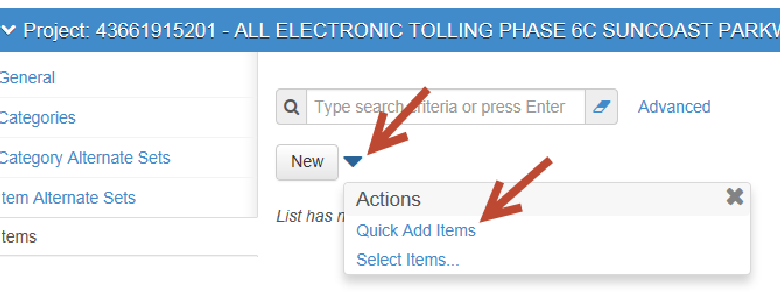 Project: 43661915201 - ALL ELECTRONIC TOLLING PHASE 6C SUNCOAST
General
Categories
Category Alternate Sets
Item Alternate Sets
Items
Type search criteria or press Enter
Advanced
New
List has
Actions
Quick Add Items
Select Items...